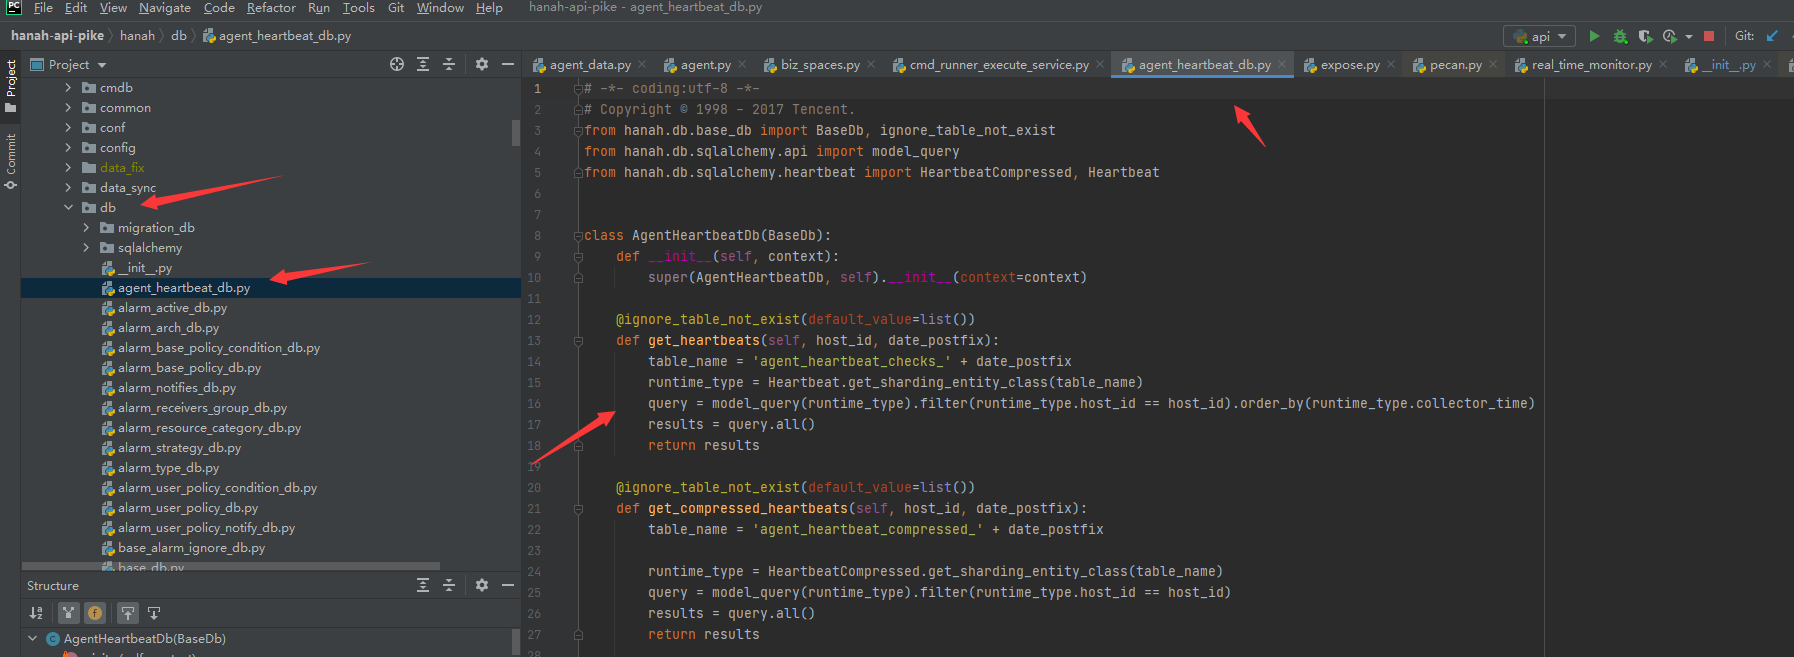 PC File Edit View Navigate Code Refactor Run Tools Git Window Help hanah-api-pike - agent_heartbeat_db.py
hanah-api-pike hanah db agent_heartbeat_db.py api Git:
Project
agent_data.py agent.py biz_spaces.py cmd_runner_execute_service.py agent_heartbeat_db.py expose.py pecan.py real_time_monitor.py __init__.py
Project
Commit
cmdb
common
conf
config
data_fix
data_sync
db
migration_db
sqlalchemy
__init__.py
agent_heartbeat_db.py
alarm_active_db.py
alarm_arch_db.py
alarm_base_policy_condition_db.py
alarm_base_policy_db.py
alarm_notifies_db.py
alarm_receivers_group_db.py
alarm_resource_category_db.py
alarm_strategy_db.py
alarm_type_db.py
alarm_user_policy_condition_db.py
alarm_user_policy_db.py
alarm_user_policy_notify_db.py
base_alarm_ignore_db.py
base_db.py
Structure
AgentHeartbeatDb(BaseDb)
1 # -*- coding:utf-8 -*-
2 # Copyright © 1998 - 2017 Tencent.
3 from hanah.db.base_db import BaseDb, ignore_table_not_exist
4 from hanah.db.sqlalchemy.api import model_query
5 from hanah.db.sqlalchemy.heartbeat import HeartbeatCompressed, Heartbeat
6
7
8 class AgentHeartbeatDb(BaseDb):
9 def __init__(self, context):
10 super(AgentHeartbeatDb, self).__init__(context=context)
11
12 @ignore_table_not_exist(default_value=list())
13 def get_heartbeats(self, host_id, date_postfix):
14 table_name = 'agent_heartbeat_checks_' + date_postfix
15 runtime_type = Heartbeat.get_sharding_entity_class(table_name)
16 query = model_query(runtime_type).filter(runtime_type.host_id == host_id).order_by(runtime_type.collector_time)
17 results = query.all()
18 return results
19
20 @ignore_table_not_exist(default_value=list())
21 def get_compressed_heartbeats(self, host_id, date_postfix):
22 table_name = 'agent_heartbeat_compressed_' + date_postfix
23
24 runtime_type = HeartbeatCompressed.get_sharding_entity_class(table_name)
25 query = model_query(runtime_type).filter(runtime_type.host_id == host_id)
26 results = query.all()
27 return results
28